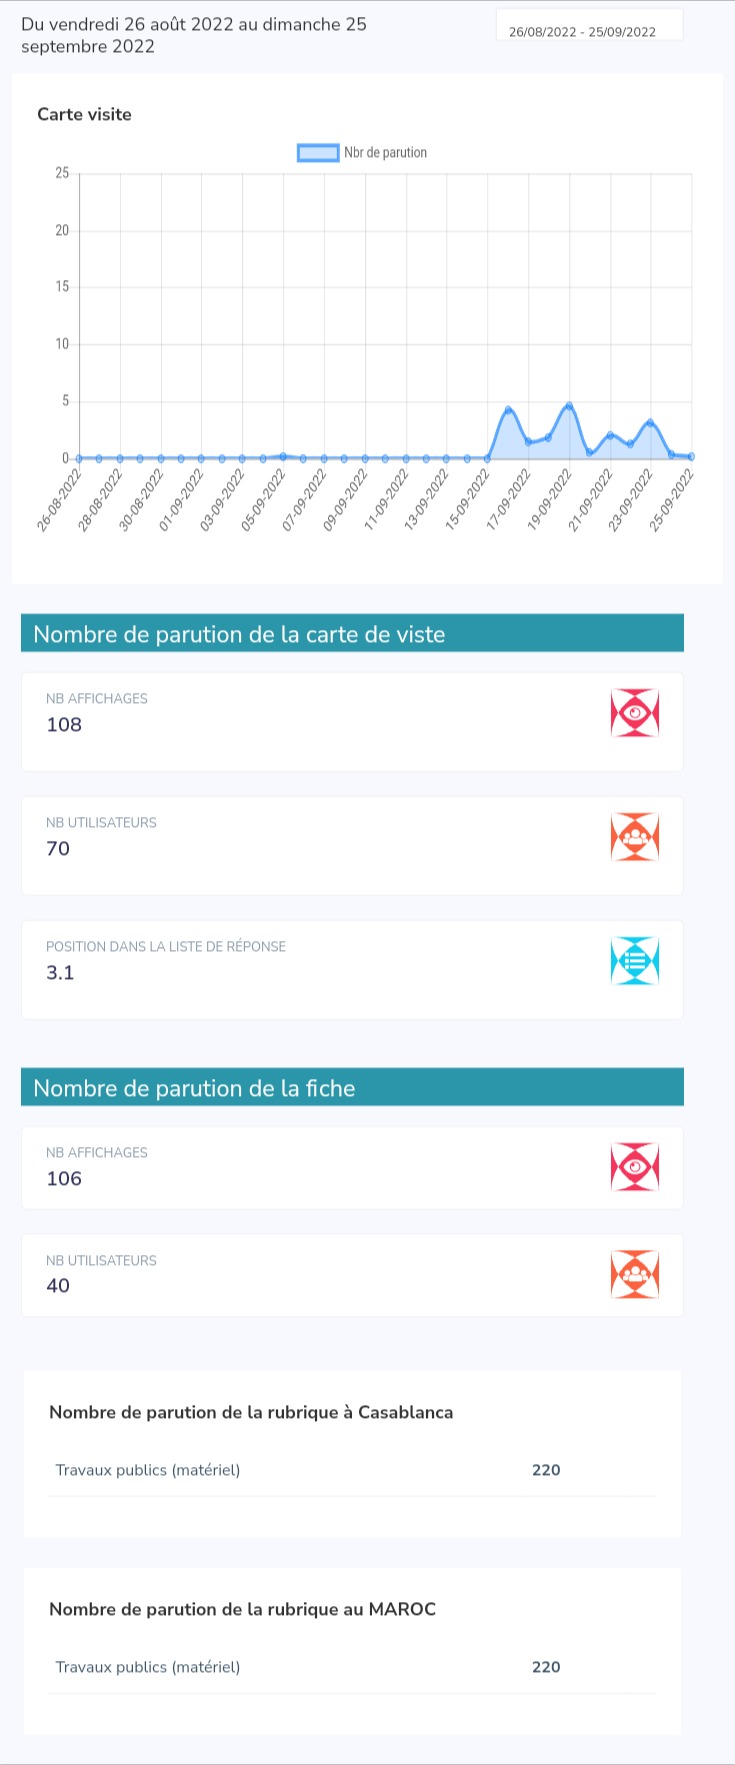 Du vendredi 26 août 2022 au dimanche 25
septembre 2022
26/08/2022 - 25/09/2022
Carte visite
Nbr de parution
25
20
15
10
5
0
26-08-2022
28-08-2022
30-08-2022
01-09-2022
03-09-2022
05-09-2022
07-09-2022
09-09-2022
11-09-2022
13-09-2022
15-09-2022
17-09-2022
19-09-2022
21-09-2022
23-09-2022
25-09-2022
Nombre de parution de la carte de viste
NB AFFICHAGES
108
NB UTILISATEURS
70
POSITION DANS LA LISTE DE RÉPONSE
3.1
Nombre de parution de la fiche
NB AFFICHAGES
106
NB UTILISATEURS
40
Nombre de parution de la rubrique à Casablanca
Travaux publics (matériel) 220
Nombre de parution de la rubrique au MAROC
Travaux publics (matériel) 220